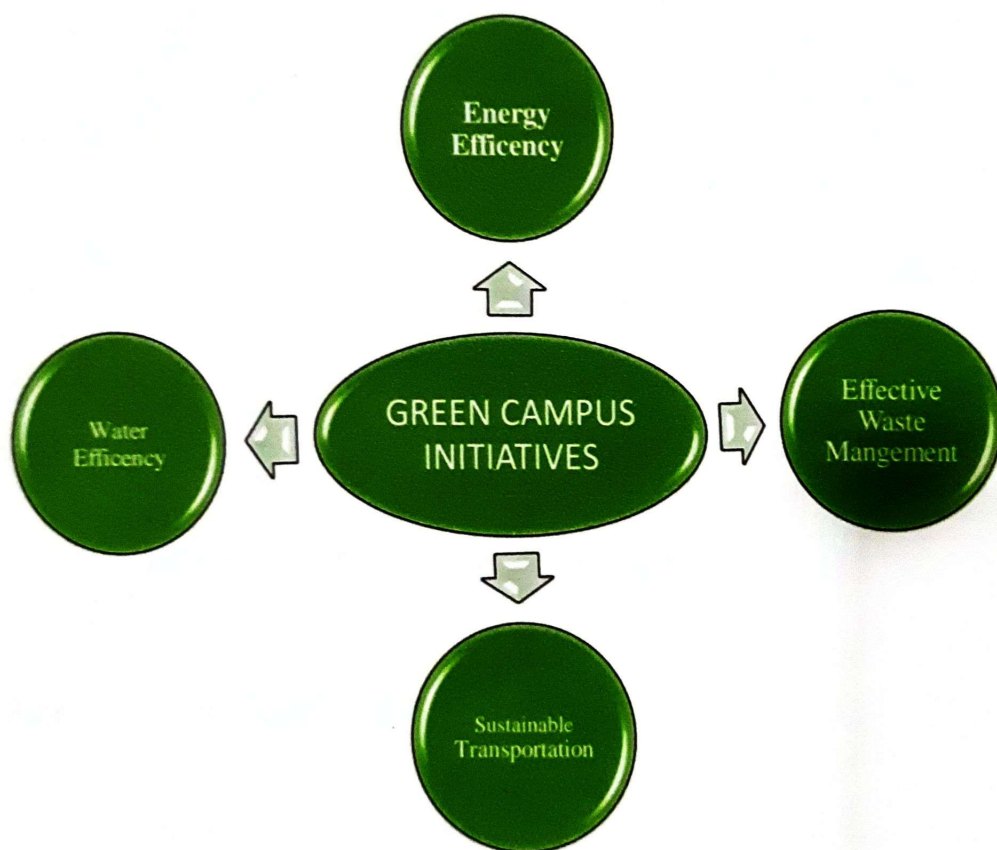 Energy
Efficency
GREEN CAMPUS
INITIATIVES
Water
Efficency
Effective
Waste
Mangement
Sustainable
Transportation